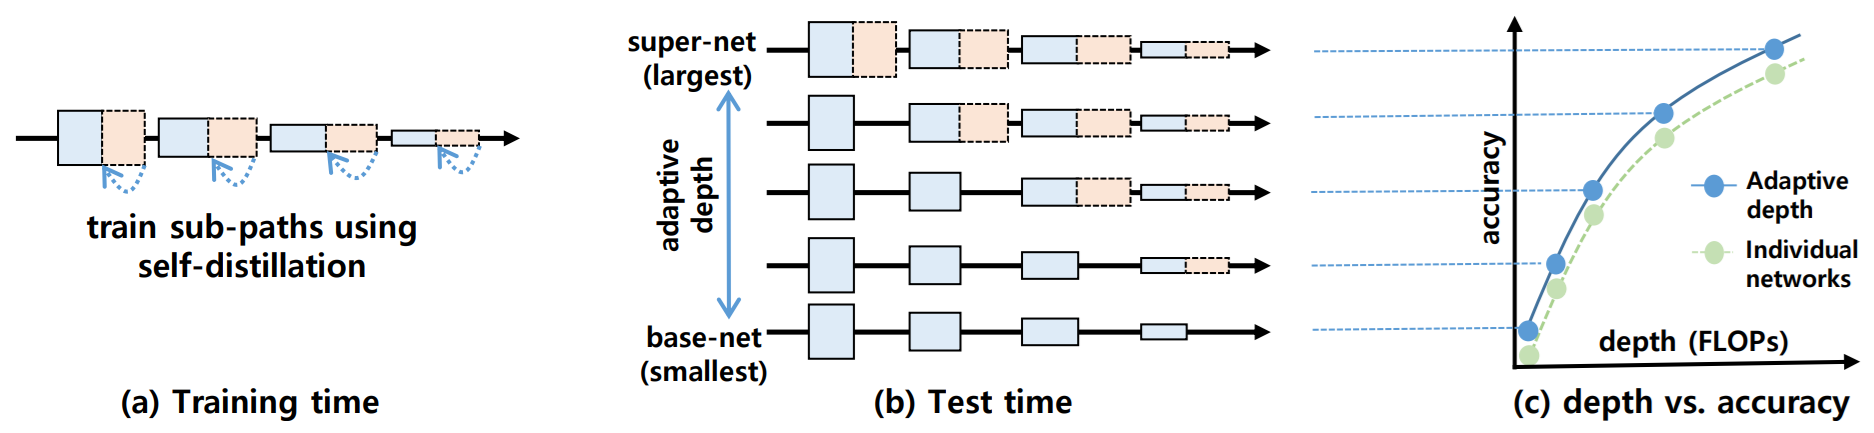 train sub-paths using
self-distillation
(a) Training time
super-net
(largest)
adaptive
depth
base-net
(smallest)
(b) Test time
accuracy
depth (FLOPs)
Adaptive
depth
Individual
networks
(c) depth vs. accuracy